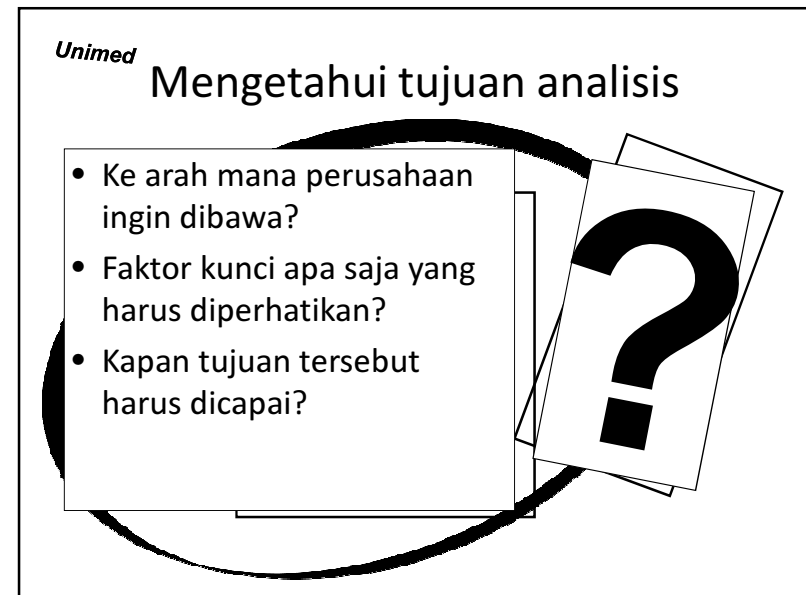 Unimed
Mengetahui tujuan analisis
• Ke arah mana perusahaan
ingin dibawa?
• Faktor kunci apa saja yang
harus diperhatikan?
• Kapan tujuan tersebut
harus dicapai?
?